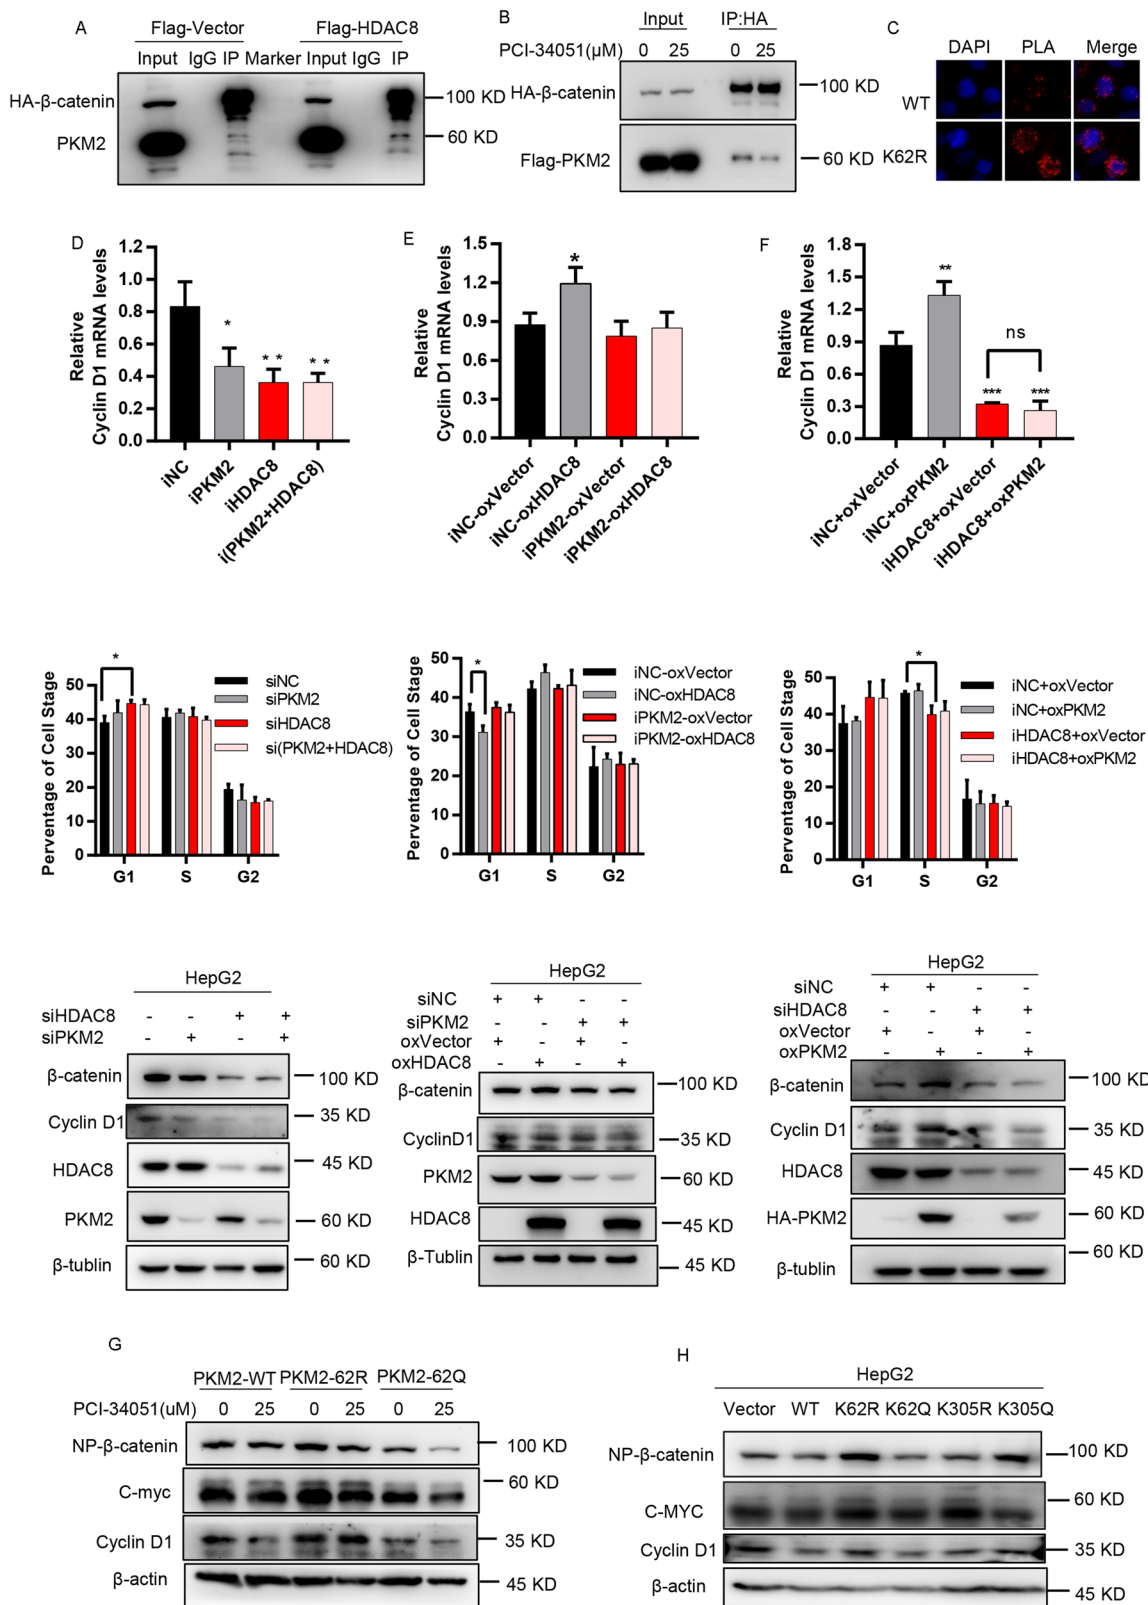 A
Flag-Vector Flag-HDAC8
Input IgG IP Marker Input IgG IP
HA-β-catenin
PKM2
100 KD
60 KD
B
Input IP:HA
PCI-34051(μM) 0 25 0 25
HA-β-catenin 100 KD
Flag-PKM2 60 KD
C
DAPI PLA Merge
WT
K62R
D
Relative
Cyclin D1 mRNA levels
1.2
1.0
0.8
0.6
0.4
0.2
0.0
*
* *
* *
iNC
iPKM2
iHDAC8
i(PKM2+HDAC8)
E
Relative
Cyclin D1 mRNA levels
1.5
1.2
0.9
0.6
0.3
0.0
*
iNC-oxVector
iNC-oxHDAC8
iPKM2-oxVector
iPKM2-oxHDAC8
F
Relative
Cyclin D1 mRNA levels
1.8
1.5
1.2
0.9
0.6
0.3
0.0
**
ns
***
***
iNC+oxVector
iNC+oxPKM2
iHDAC8+oxVector
iHDAC8+oxPKM2
Perventage of Cell Stage
50
40
30
20
10
0
*
siNC
siPKM2
siHDAC8
si(PKM2+HDAC8)
G1 S G2
Perventage of Cell Stage
50
40
30
20
10
0
*
iNC-oxVector
iNC-oxHDAC8
iPKM2-oxVector
iPKM2-oxHDAC8
G1 S G2
Percentage of Cell Stage
60
50
40
30
20
10
0
*
iNC+oxVector
iNC+oxPKM2
iHDAC8+oxVector
iHDAC8+oxPKM2
G1 S G2
HepG2
siHDAC8 - - + +
siPKM2 - + - +
β-catenin 100 KD
Cyclin D1 35 KD
HDAC8 45 KD
PKM2 60 KD
β-tublin 60 KD
HepG2
siNC + + - -
siPKM2 - - + +
oxVector + - + -
oxHDAC8 - + - +
β-catenin 100 KD
CyclinD1 35 KD
PKM2 60 KD
HDAC8 45 KD
β-Tublin 45 KD
HepG2
siNC + + - -
siHDAC8 - - + +
oxVector + - + -
oxPKM2 - + - +
β-catenin 100 KD
Cyclin D1 35 KD
HDAC8 45 KD
HA-PKM2 60 KD
β-tublin 60 KD
G
PKM2-WT PKM2-62R PKM2-62Q
PCI-34051(uM) 0 25 0 25 0 25
NP-β-catenin 100 KD
C-myc 60 KD
Cyclin D1 35 KD
β-actin 45 KD
H
HepG2
Vector WT K62R K62Q K305R K305Q
NP-β-catenin 100 KD
C-MYC 60 KD
Cyclin D1 35 KD
β-actin 45 KD